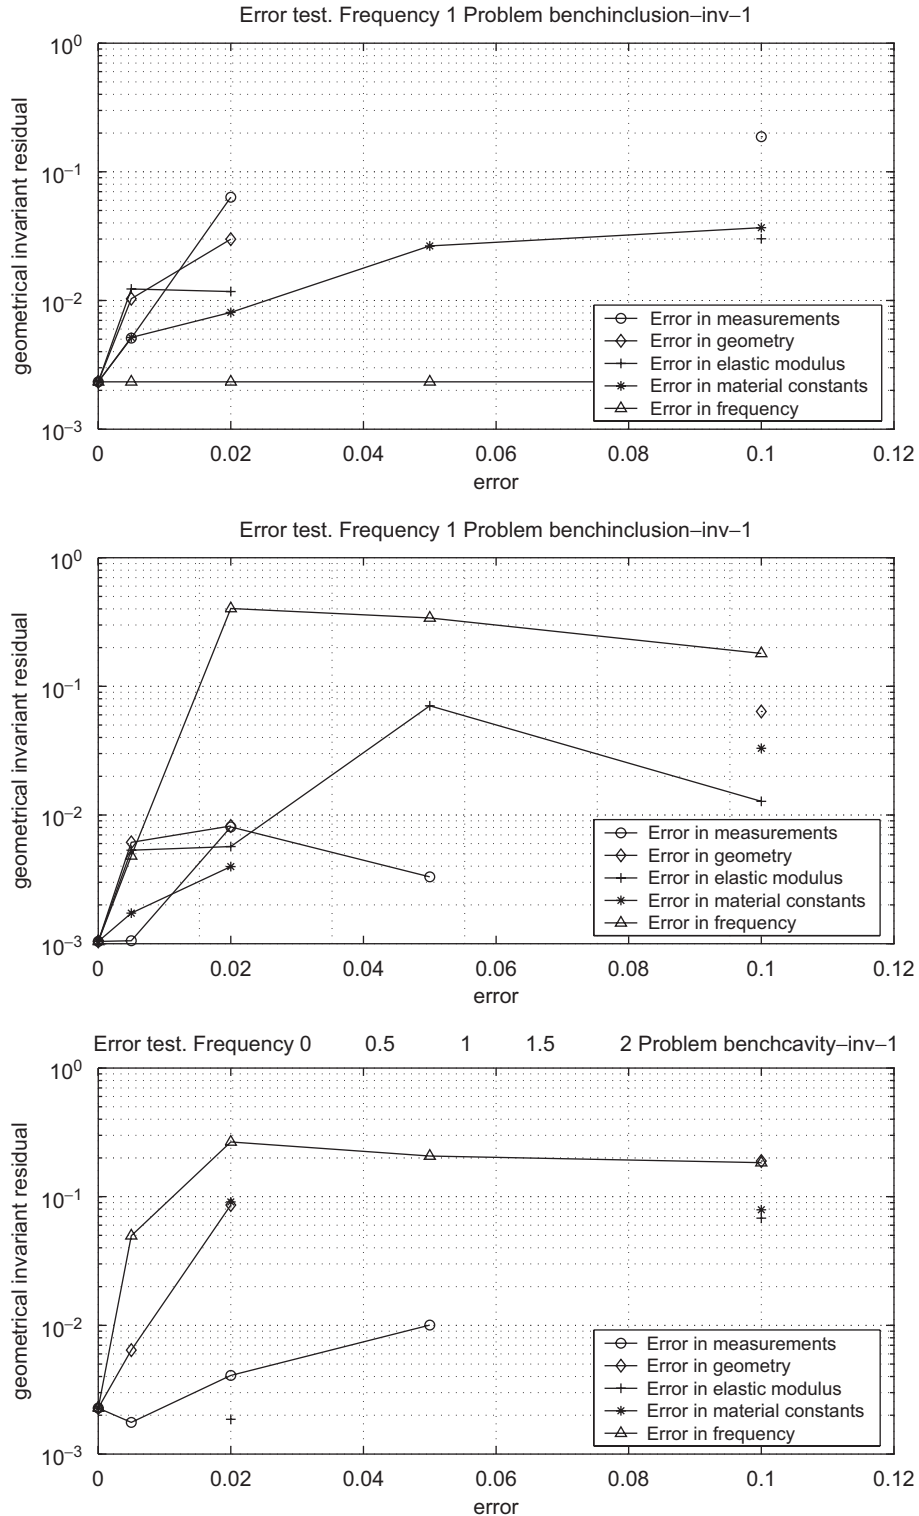 Error test. Frequency 1 Problem benchinclusion–inv–1
geometrical invariant residual
10^0
10^−1
10^−2
10^−3
0 0.02 0.04 0.06 0.08 0.1 0.12
error
Error in measurements
Error in geometry
Error in elastic modulus
Error in material constants
Error in frequency
Error test. Frequency 1 Problem benchinclusion–inv–1
geometrical invariant residual
10^0
10^−1
10^−2
10^−3
0 0.02 0.04 0.06 0.08 0.1 0.12
error
Error in measurements
Error in geometry
Error in elastic modulus
Error in material constants
Error in frequency
Error test. Frequency 0 0.5 1 1.5 2 Problem benchcavity–inv–1
geometrical invariant residual
10^0
10^−1
10^−2
10^−3
0 0.02 0.04 0.06 0.08 0.1 0.12
error
Error in measurements
Error in geometry
Error in elastic modulus
Error in material constants
Error in frequency